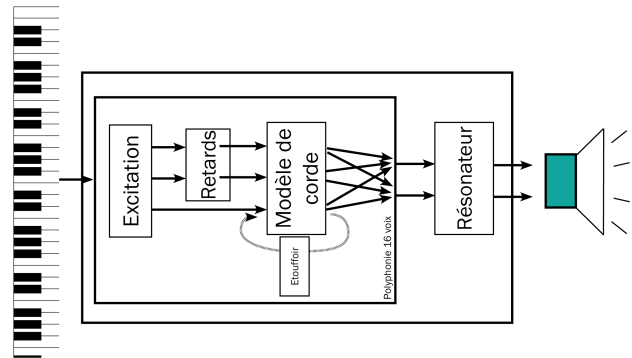 Excitation
Retards
Modèle de
corde
Etouffoir
Polyphonie 16 voix
Résonateur